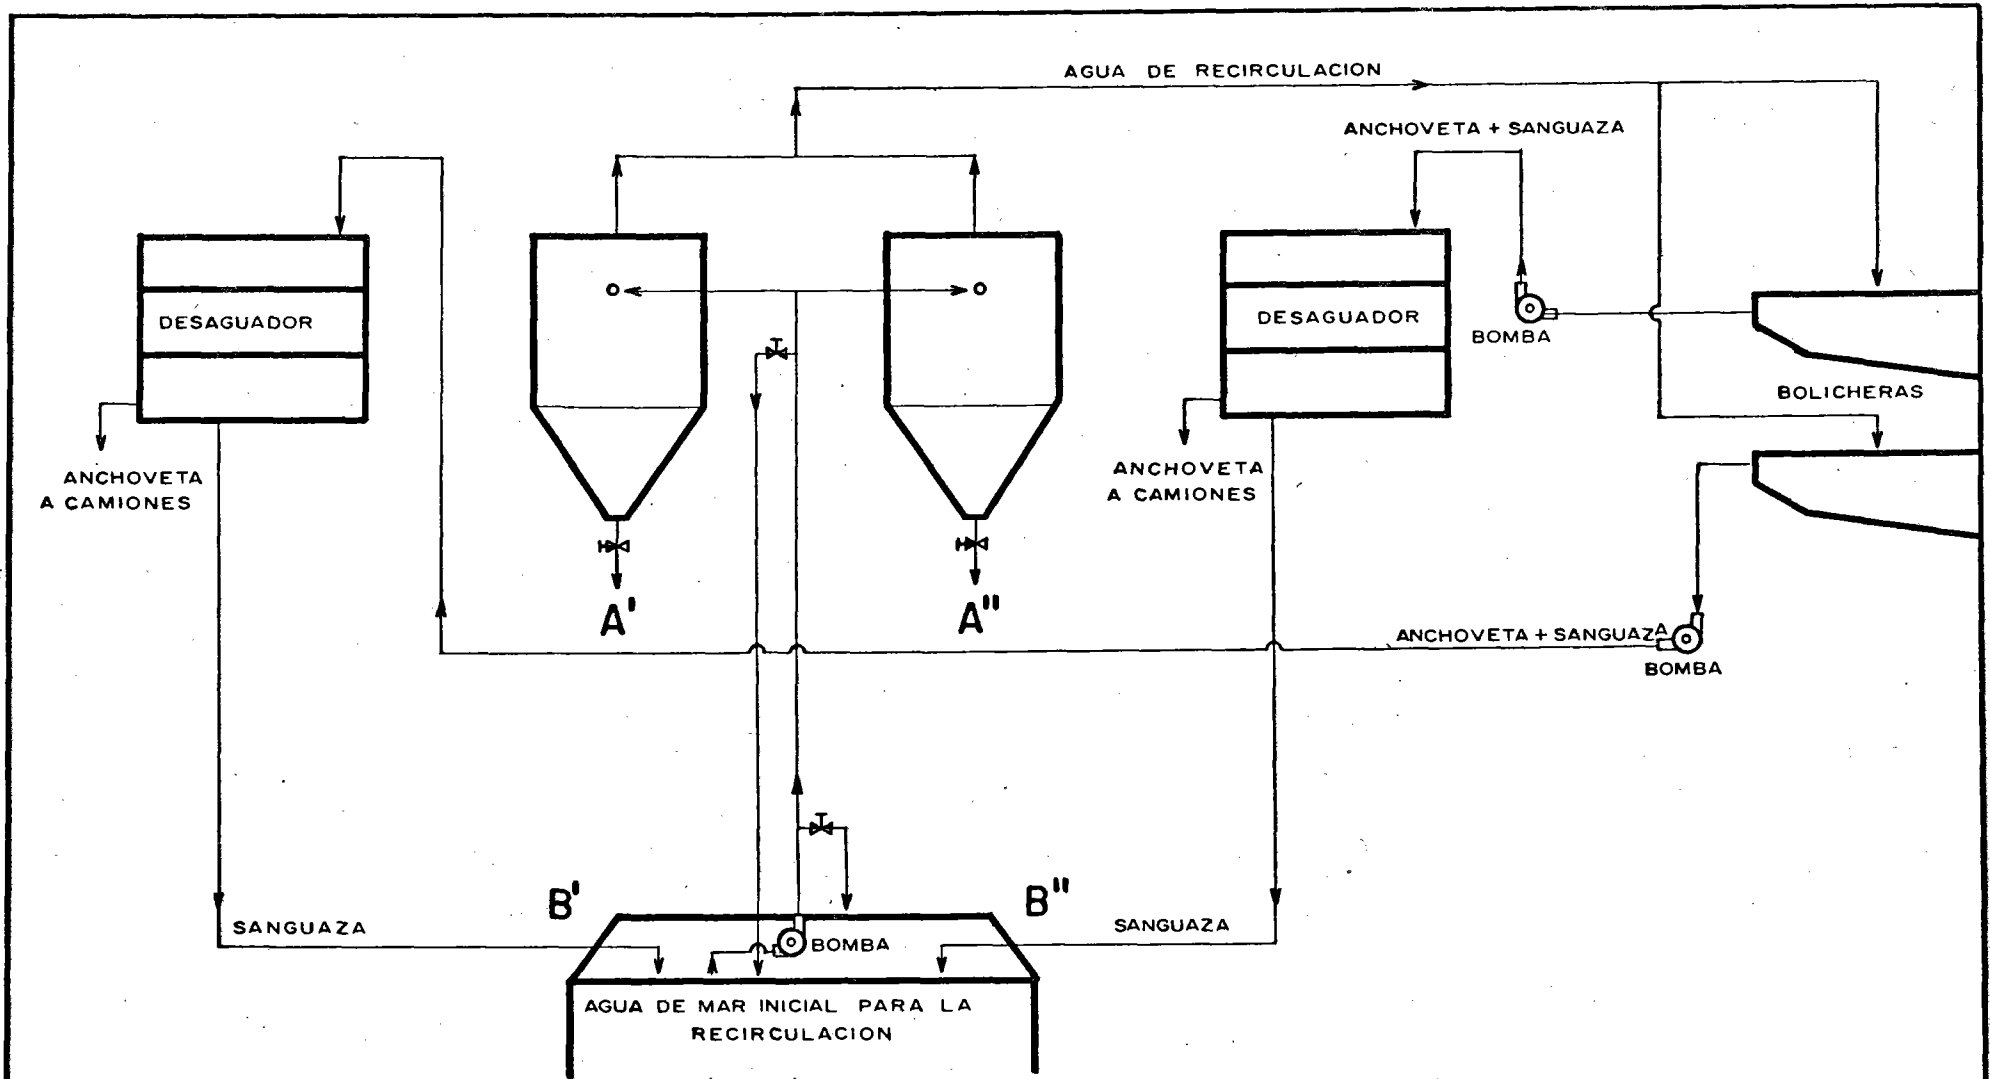 AGUA DE RECIRCULACION
ANCHOVETA + SANGUAZA
DESAGUADOR
DESAGUADOR
BOMBA
BOLICHERAS
ANCHOVETA
A CAMIONES
ANCHOVETA
A CAMIONES
A'
A"
ANCHOVETA + SANGUAZA
BOMBA
B'
B"
SANGUAZA
SANGUAZA
BOMBA
AGUA DE MAR INICIAL PARA LA
RECIRCULACION